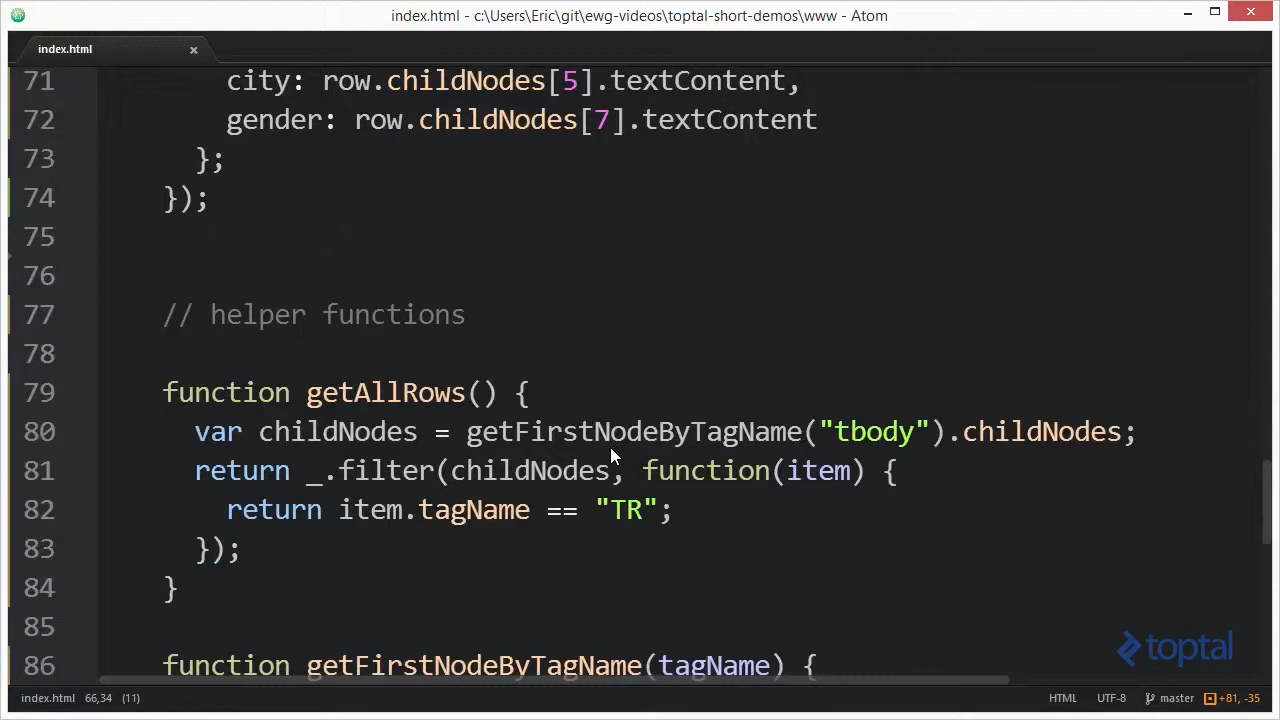 index.html - c:\Users\Eric\git\ewg-videos\toptal-short-demos\www - Atom
index.html
71 city: row.childNodes[5].textContent,
72 gender: row.childNodes[7].textContent
73 };
74 });
75
76
77 // helper functions
78
79 function getAllRows() {
80 var childNodes = getFirstNodeByTagName("tbody").childNodes;
81 return _.filter(childNodes, function(item) {
82 return item.tagName == "TR";
83 });
84 }
85
86 function getFirstNodeByTagName(tagName) {
toptal
index.html 66,34 (11) HTML UTF-8 master +81, -35